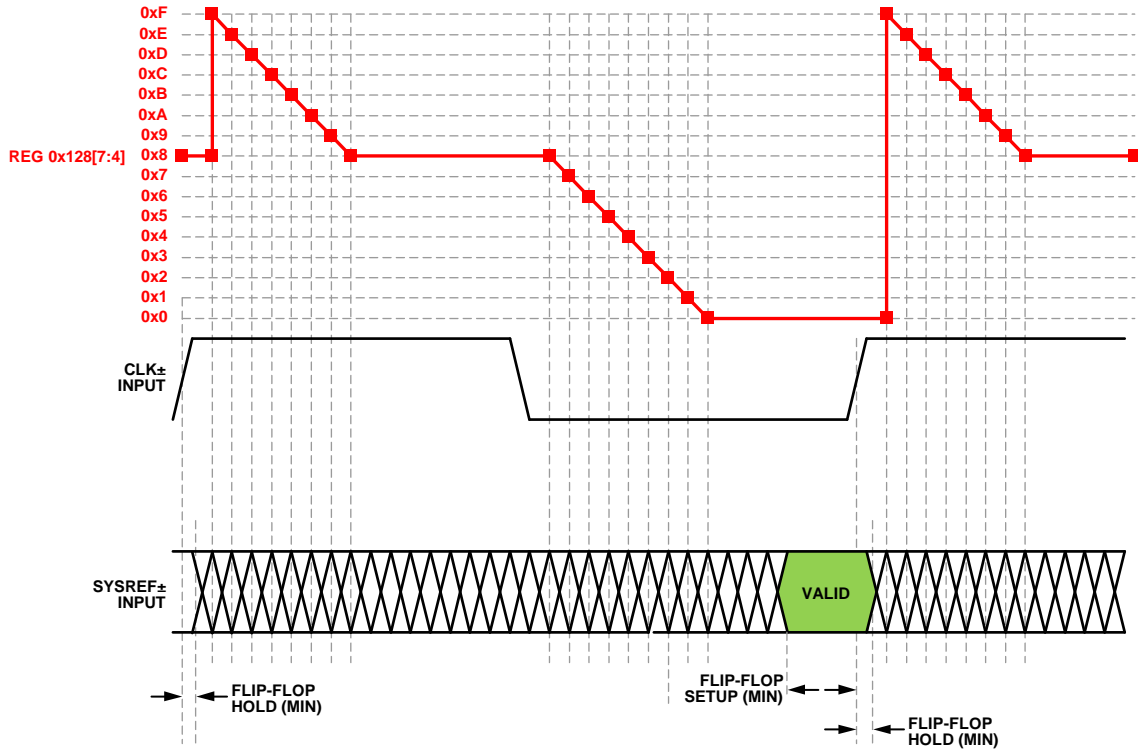 0xF
0xE
0xD
0xC
0xB
0xA
0x9
REG 0x128[7:4]
0x8
0x7
0x6
0x5
0x4
0x3
0x2
0x1
0x0
CLK±
INPUT
SYSREF±
INPUT
VALID
FLIP-FLOP
HOLD (MIN)
FLIP-FLOP
SETUP (MIN)
FLIP-FLOP
HOLD (MIN)